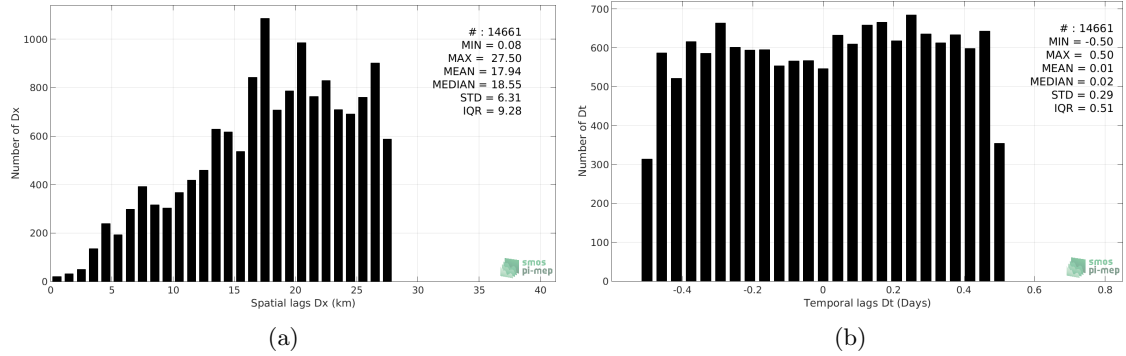 1000
800
600
400
200
0
0
5
10
15
20
25
30
35
40
Number of Dx
Spatial lags Dx (km)
# : 14661
MIN = 0.08
MAX = 27.50
MEAN = 17.94
MEDIAN = 18.55
STD = 6.31
IQR = 9.28
smos
pi-mep
(a)
700
600
500
400
300
200
100
0
-0.4
-0.2
0
0.2
0.4
0.6
0.8
Number of Dt
Temporal lags Dt (Days)
# : 14661
MIN = -0.50
MAX = 0.50
MEAN = 0.01
MEDIAN = 0.02
STD = 0.29
IQR = 0.51
smos
pi-mep
(b)